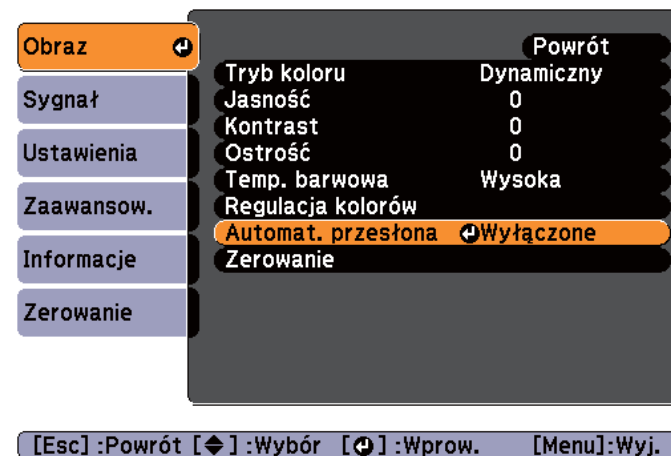 Obraz
Sygnał
Ustawienia
Zaawansow.
Informacje
Zerowanie
Powrót
Tryb koloru Dynamiczny
Jasność 0
Kontrast 0
Ostrość 0
Temp. barwowa Wysoka
Regulacja kolorów
Automat. przesłona Wyłączone
Zerowanie
[Esc] :Powrót [ ] :Wybór [ ] :Wprow. [Menu]:Wyj.